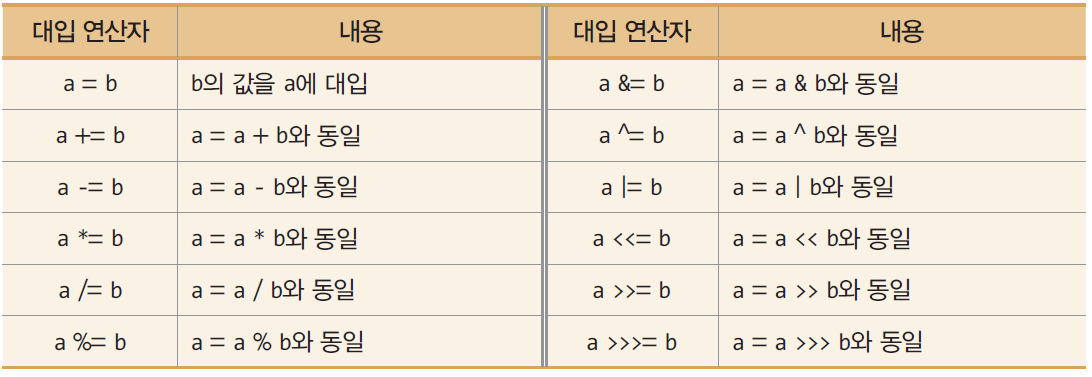 대입 연산자 내용 대입 연산자 내용
a = b b의 값을 a에 대입 a &= b a = a & b와 동일
a += b a = a + b와 동일 a ^= b a = a ^ b와 동일
a -= b a = a - b와 동일 a |= b a = a | b와 동일
a *= b a = a * b와 동일 a <<= b a = a << b와 동일
a /= b a = a / b와 동일 a >>= b a = a >> b와 동일
a %= b a = a % b와 동일 a >>>= b a = a >>> b와 동일